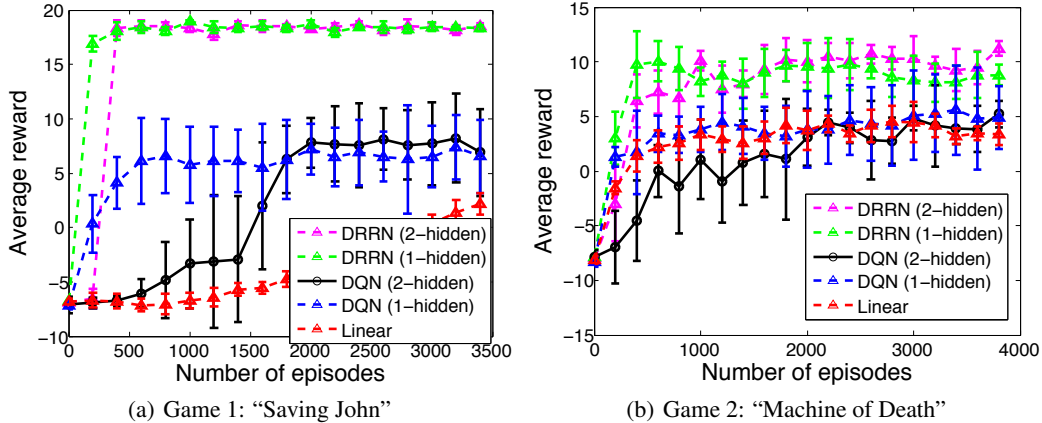 20
15
10
5
0
−5
−10
0
500
1000
1500
2000
2500
3000
3500
Average reward
Number of episodes
DRRN (2−hidden)
DRRN (1−hidden)
DQN (2−hidden)
DQN (1−hidden)
Linear
(a) Game 1: “Saving John”
15
10
5
0
−5
−10
−15
0
1000
2000
3000
4000
Average reward
Number of episodes
DRRN (2−hidden)
DRRN (1−hidden)
DQN (2−hidden)
DQN (1−hidden)
Linear
(b) Game 2: “Machine of Death”